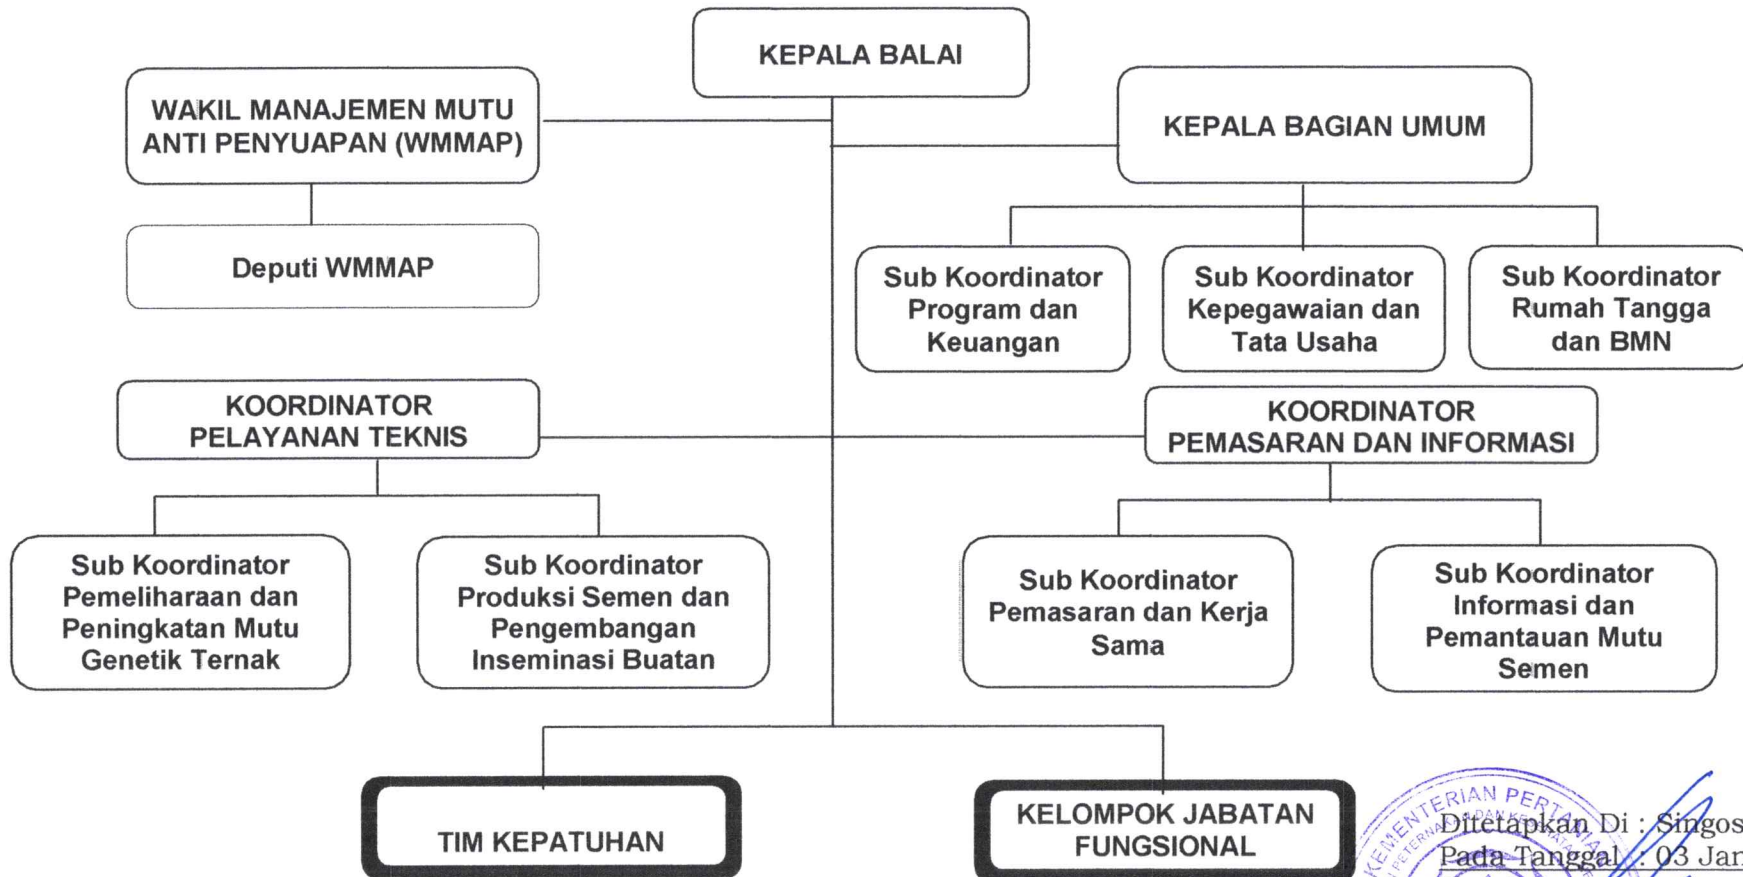 KEPALA BALAI
WAKIL MANAJEMEN MUTU
ANTI PENYUAPAN (WMMAP)
KEPALA BAGIAN UMUM
Deputi WMMAP
Sub Koordinator
Program dan
Keuangan
Sub Koordinator
Kepegawaian dan
Tata Usaha
Sub Koordinator
Rumah Tangga
dan BMN
KOORDINATOR
PELAYANAN TEKNIS
KOORDINATOR
PEMASARAN DAN INFORMASI
Sub Koordinator
Pemeliharaan dan
Peningkatan Mutu
Genetik Ternak
Sub Koordinator
Produksi Semen dan
Pengembangan
Inseminasi Buatan
Sub Koordinator
Pemasaran dan Kerja
Sama
Sub Koordinator
Informasi dan
Pemantauan Mutu
Semen
TIM KEPATUHAN
KELOMPOK JABATAN
FUNGSIONAL
KEMENTERIAN PERTANIAN
Ditetapkan Di : Singos
Pada Tanggal : 03 Jan